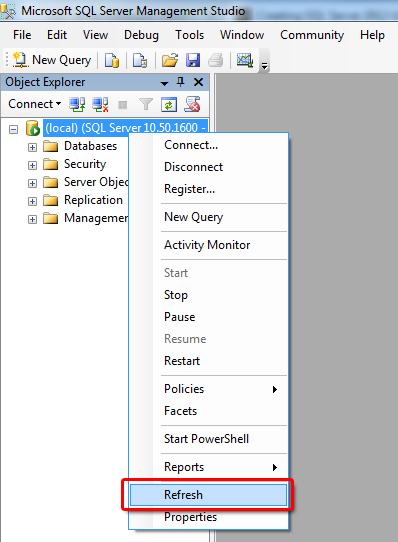 Microsoft SQL Server Management Studio
File Edit View Debug Tools Window Community Help
New Query
Object Explorer
Connect
(local) (SQL Server 10.50.1600 -
Databases
Security
Server Objec
Replication
Management
Connect...
Disconnect
Register...
New Query
Activity Monitor
Start
Stop
Pause
Resume
Restart
Policies
Facets
Start PowerShell
Reports
Refresh
Properties